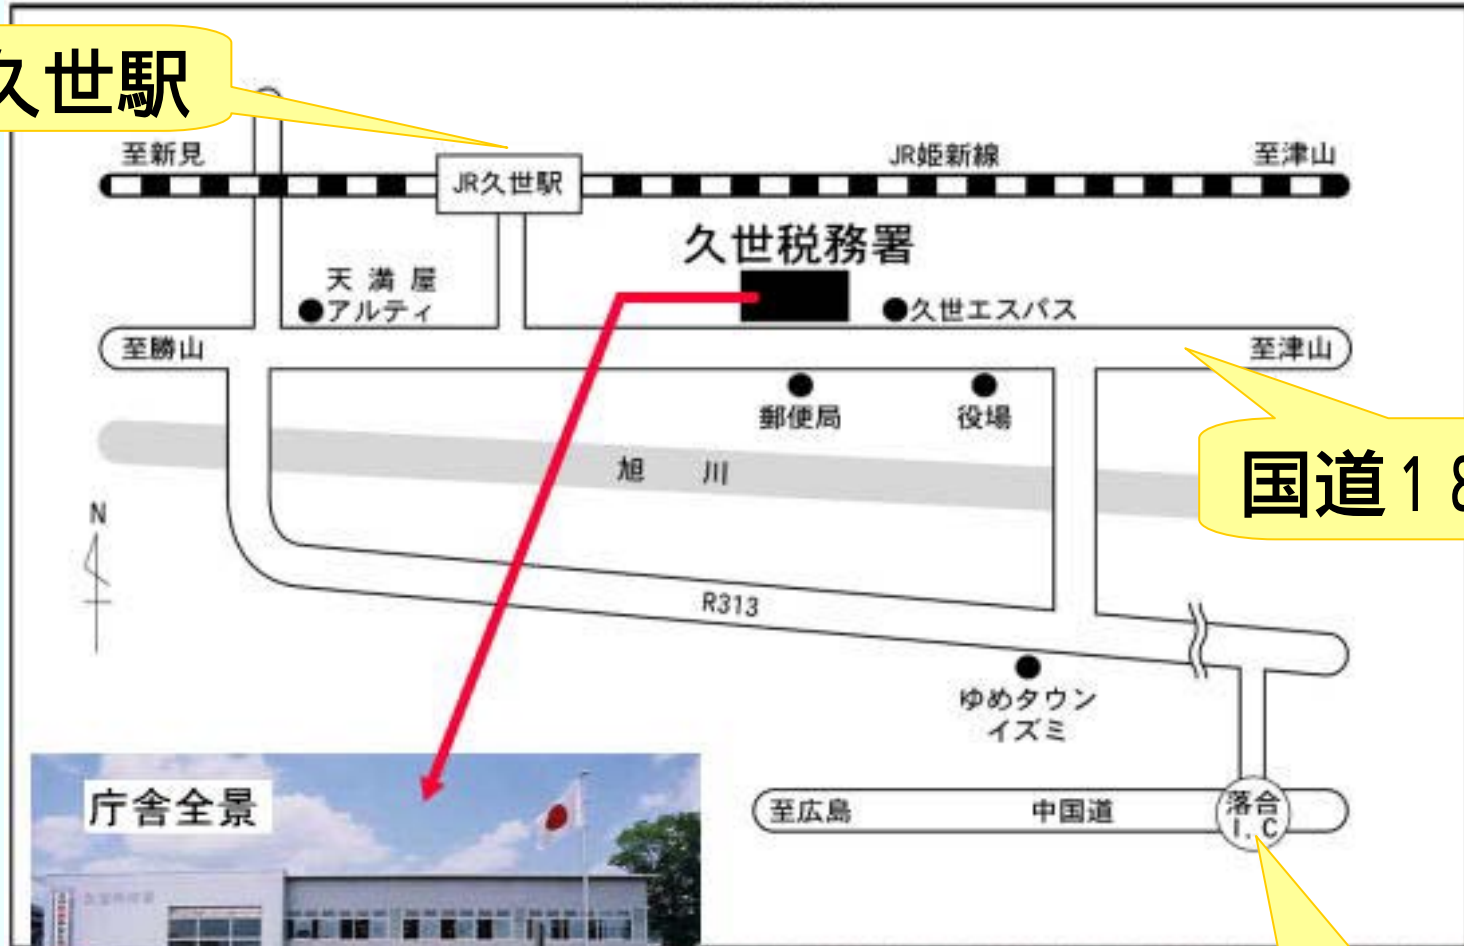 久世駅
至新見
JR久世駅
JR姫新線
至津山
久世税務署
天満屋
アルティ
久世エスパス
至勝山
至津山
郵便局
役場
国道18
旭川
N
R313
ゆめタウン
イズミ
庁舎全景
至広島
中国道
落合
I.C